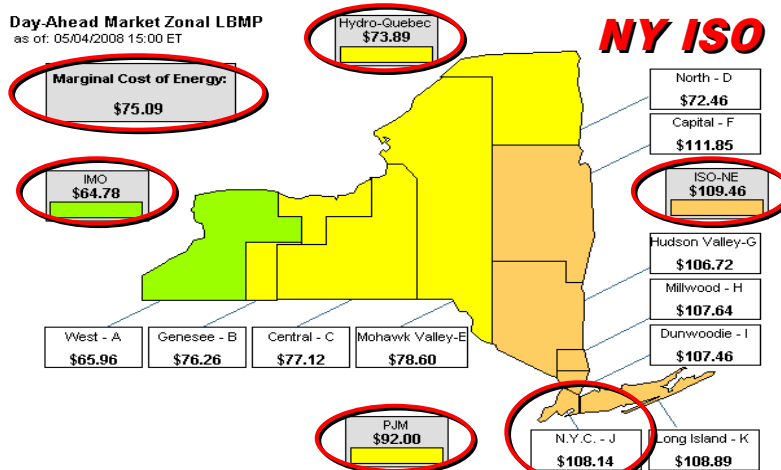 Day-Ahead Market Zonal LBMP
as of: 05/04/2008 15:00 ET
Hydro-Quebec
$73.89
NY ISO
Marginal Cost of Energy:
$75.09
North - D
$72.46
Capital - F
$111.85
IMO
$64.78
ISO-NE
$109.46
Hudson Valley-G
$106.72
Millwood - H
$107.64
Dunwoodie - I
$107.46
West - A
$65.96
Genesee - B
$76.26
Central - C
$77.12
Mohawk Valley-E
$78.60
PJM
$92.00
N.Y.C. - J
$108.14
Long Island - K
$108.89